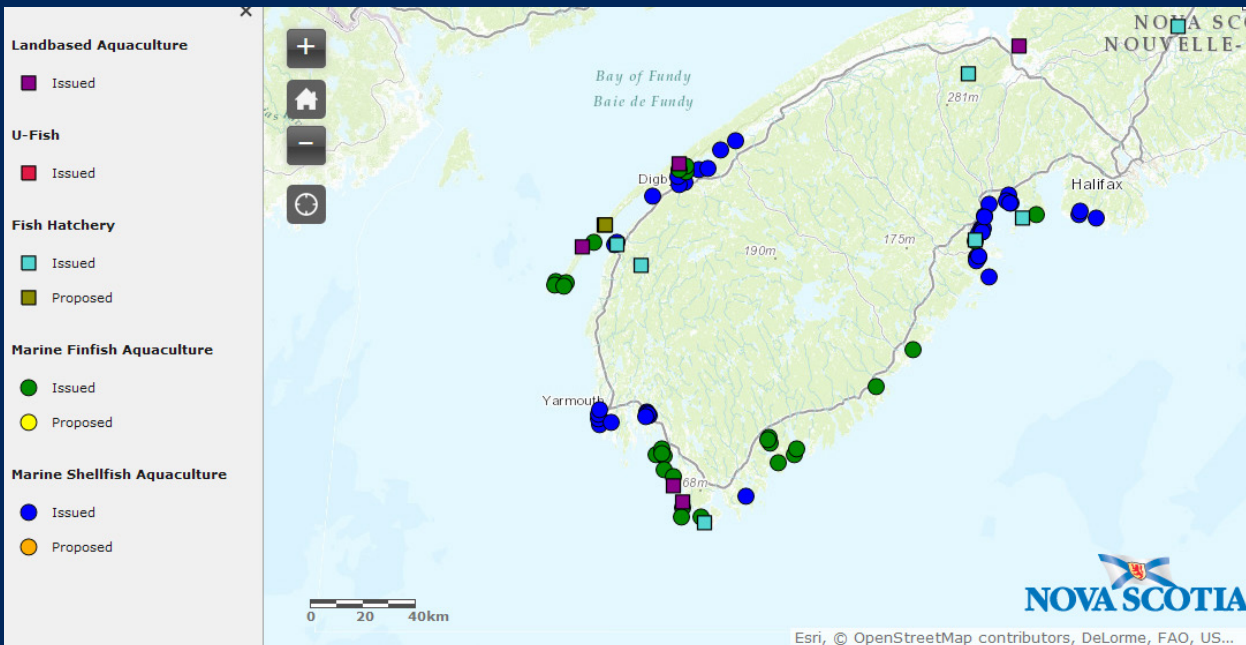 ×
Landbased Aquaculture
Issued
U-Fish
Issued
Fish Hatchery
Issued
Proposed
Marine Finfish Aquaculture
Issued
Proposed
Marine Shellfish Aquaculture
Issued
Proposed
+
−
NOVA SCO
NOUVELLE-
Bay of Fundy
Baie de Fundy
281m
Digb
Halifax
175m
190m
Yarmouth
68m
0 20 40km
NOVA SCOTIA
Esri, © OpenStreetMap contributors, DeLorme, FAO, US...